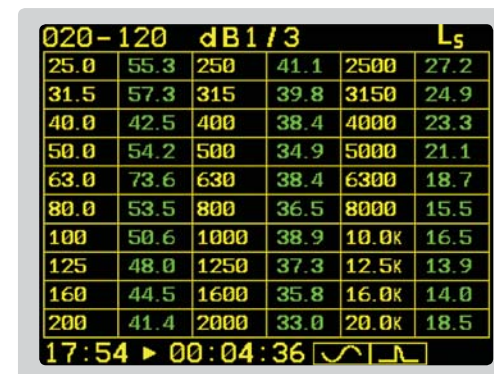 020-120 dB1/3 Ls
25.0 55.3 250 41.1 2500 27.2
31.5 57.3 315 39.8 3150 24.9
40.0 42.5 400 38.4 4000 23.3
50.0 54.2 500 34.9 5000 21.1
63.0 73.6 630 38.4 6300 18.7
80.0 53.5 800 36.5 8000 15.5
100 50.6 1000 38.9 10.0K 16.5
125 48.0 1250 37.3 12.5K 13.9
160 44.5 1600 35.8 16.0K 14.0
200 41.4 2000 33.0 20.0K 18.5
17:54 ► 00:04:36